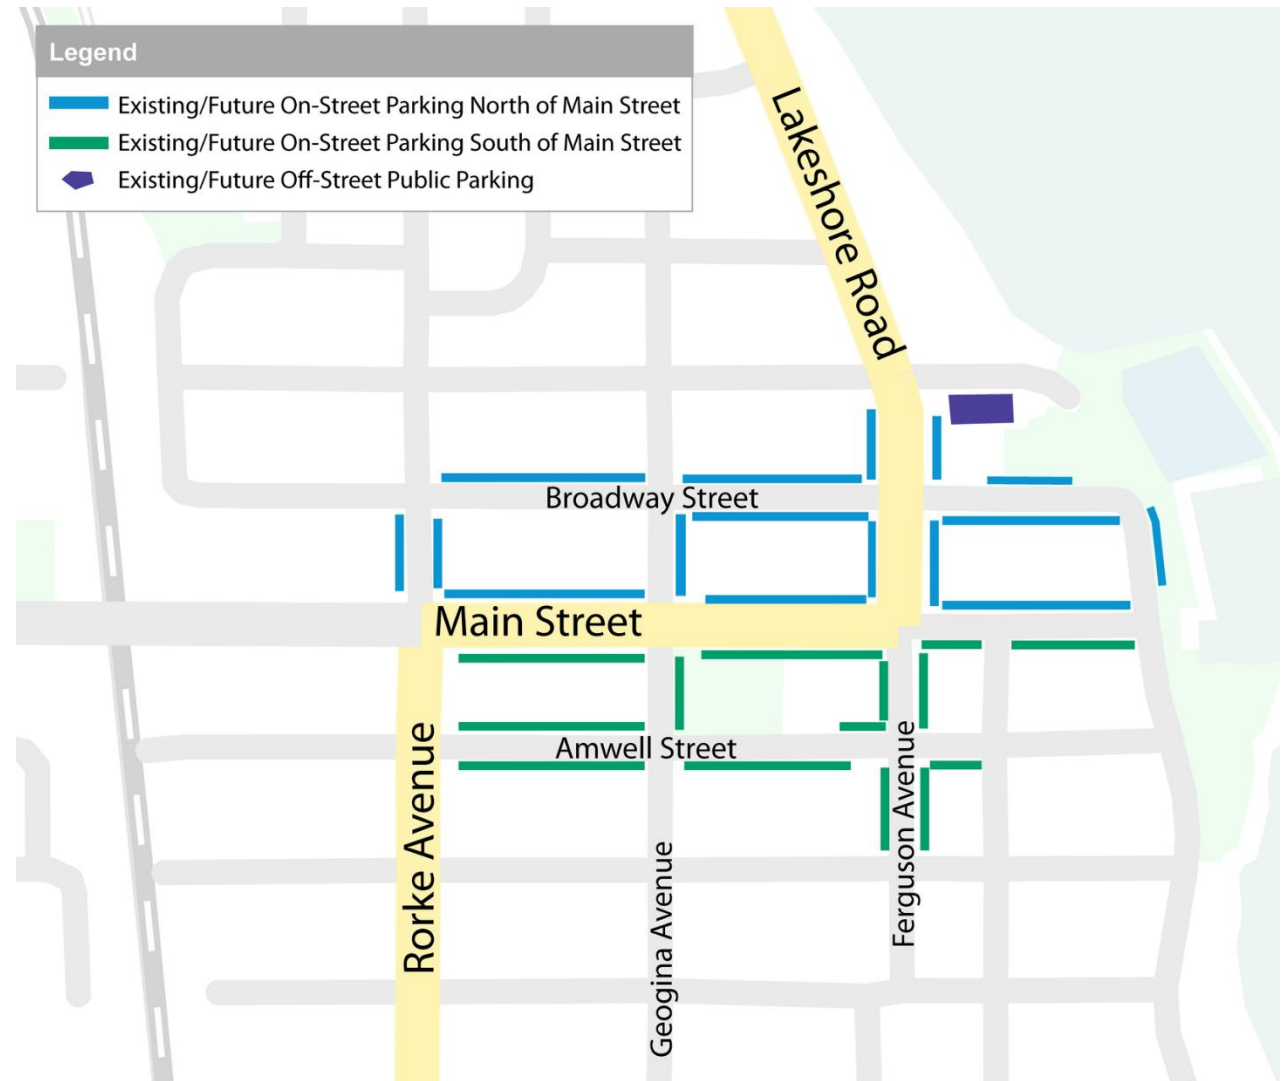 Legend
Existing/Future On-Street Parking North of Main Street
Existing/Future On-Street Parking South of Main Street
Existing/Future Off-Street Public Parking
Lakeshore Road
Broadway Street
Main Street
Amwell Street
Rorke Avenue
Geogina Avenue
Ferguson Avenue